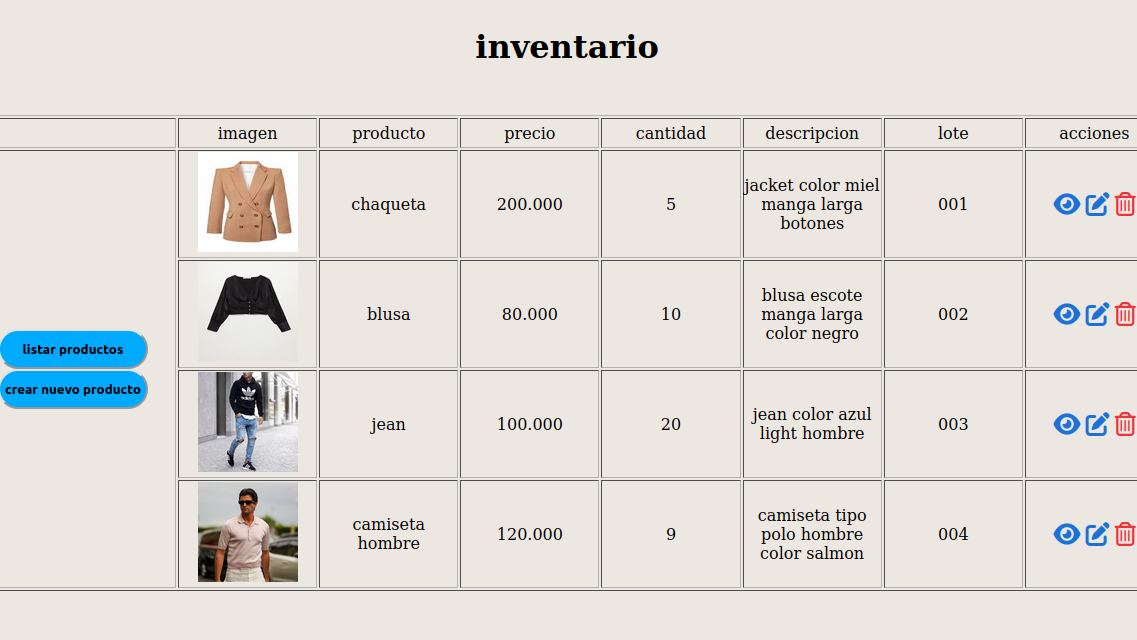 inventario
imagen producto precio cantidad descripcion lote acciones
jacket color miel
chaqueta 200.000 5 manga larga 001
botones
blusa escote
blusa 80.000 10 manga larga 002
color negro
listar productos
crear nuevo producto
jean color azul
jean 100.000 20 light hombre 003
camiseta tipo
camiseta hombre 120.000 9 polo hombre 004
color salmon